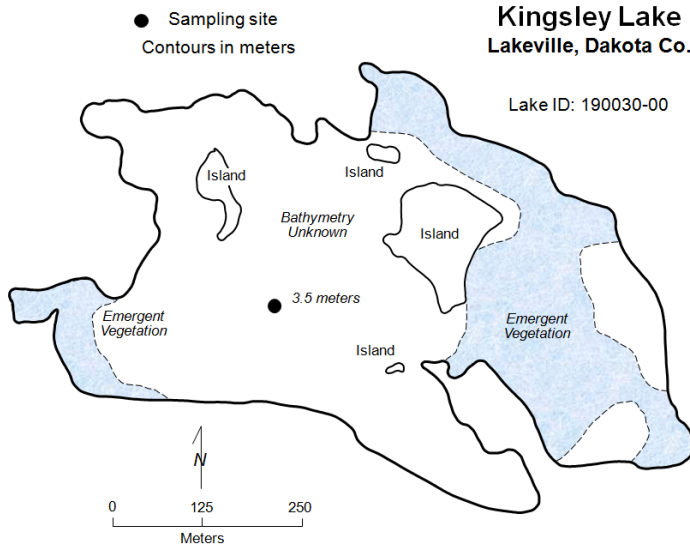 Sampling site
Contours in meters
Kingsley Lake
Lakeville, Dakota Co.
Lake ID: 190030-00
Island
Island
Bathymetry
Unknown
Island
3.5 meters
Emergent
Vegetation
Emergent
Vegetation
Island
N
0 125 250
Meters